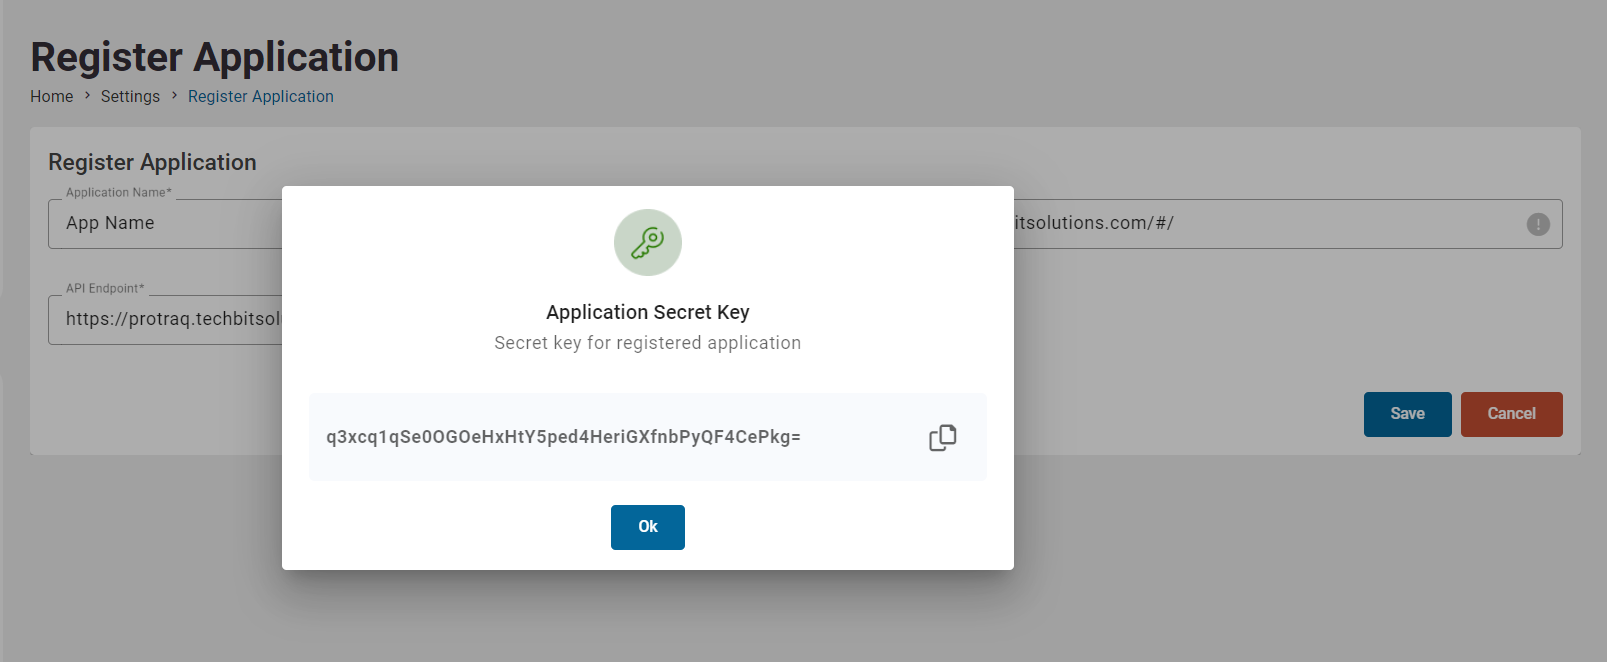 Register Application
Home > Settings > Register Application
Register Application
Application Name*
App Name
itsolutions.com/#/
API Endpoint*
https://protraq.techbitsol
Application Secret Key
Secret key for registered application
q3xcq1qSe0OGOeHxHtY5ped4HeriGXfnbPyQF4CePkg=
Save
Cancel
Ok